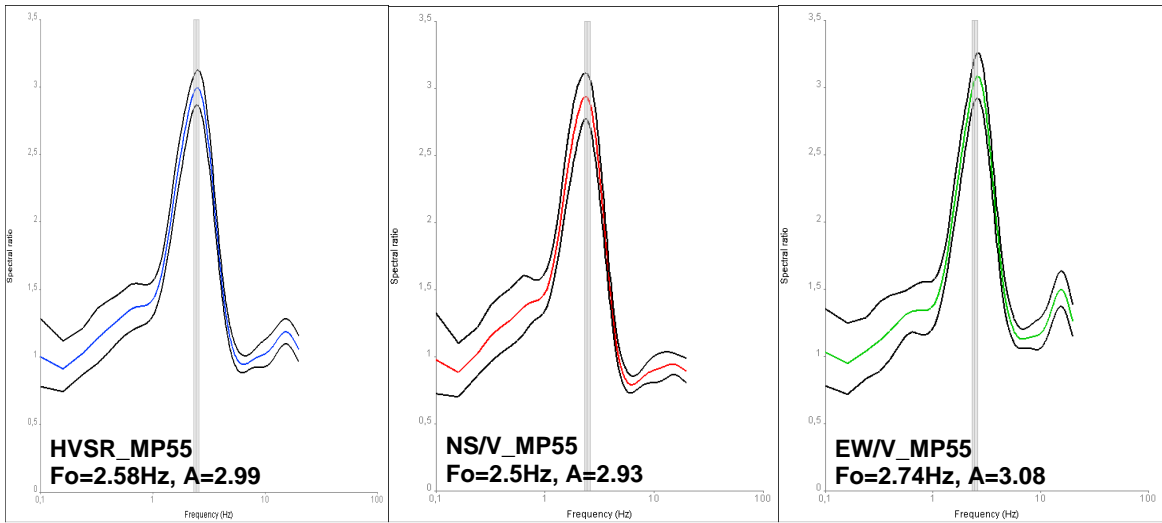 3,5
3
2,5
2
1,5
1
0,5
0
Spectral ratio
HVSR_MP55
Fo=2.58Hz, A=2.99
0,1 1 10 100
Frequency (Hz)
3,5
3
2,5
2
1,5
1
0,5
0
Spectral ratio
NS/V_MP55
Fo=2.5Hz, A=2.93
0,1 1 10 100
Frequency (Hz)
3,5
3
2,5
2
1,5
1
0,5
0
Spectral ratio
EW/V_MP55
Fo=2.74Hz, A=3.08
0,1 1 10 100
Frequency (Hz)